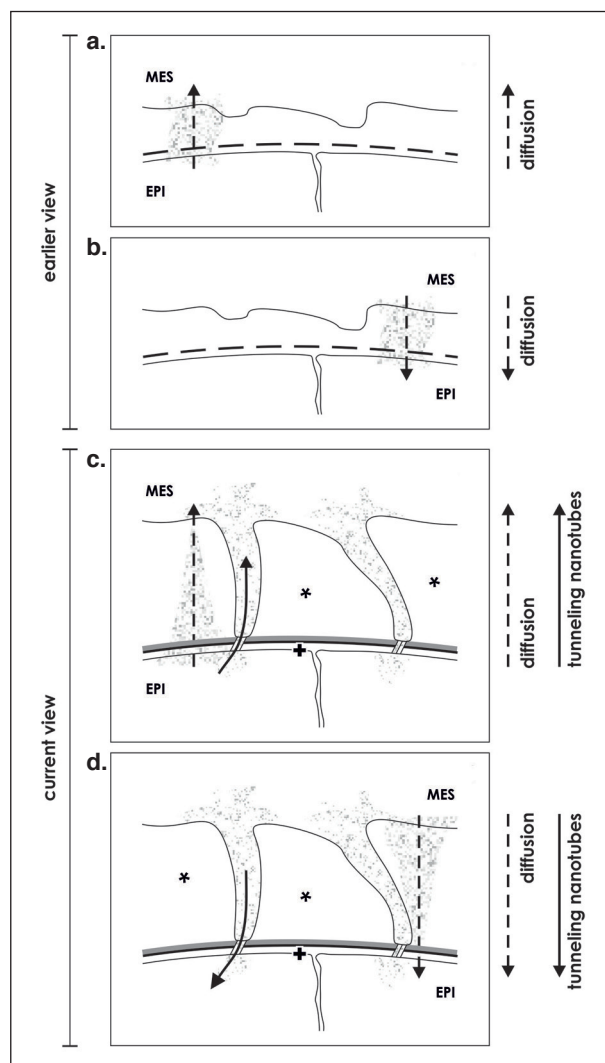 a.
MES
EPI
diffusion
b.
MES
EPI
diffusion
earlier view
c.
MES
*
*
+
EPI
diffusion
tunneling nanotubes
d.
MES
*
*
+
EPI
diffusion
tunneling nanotubes
current view